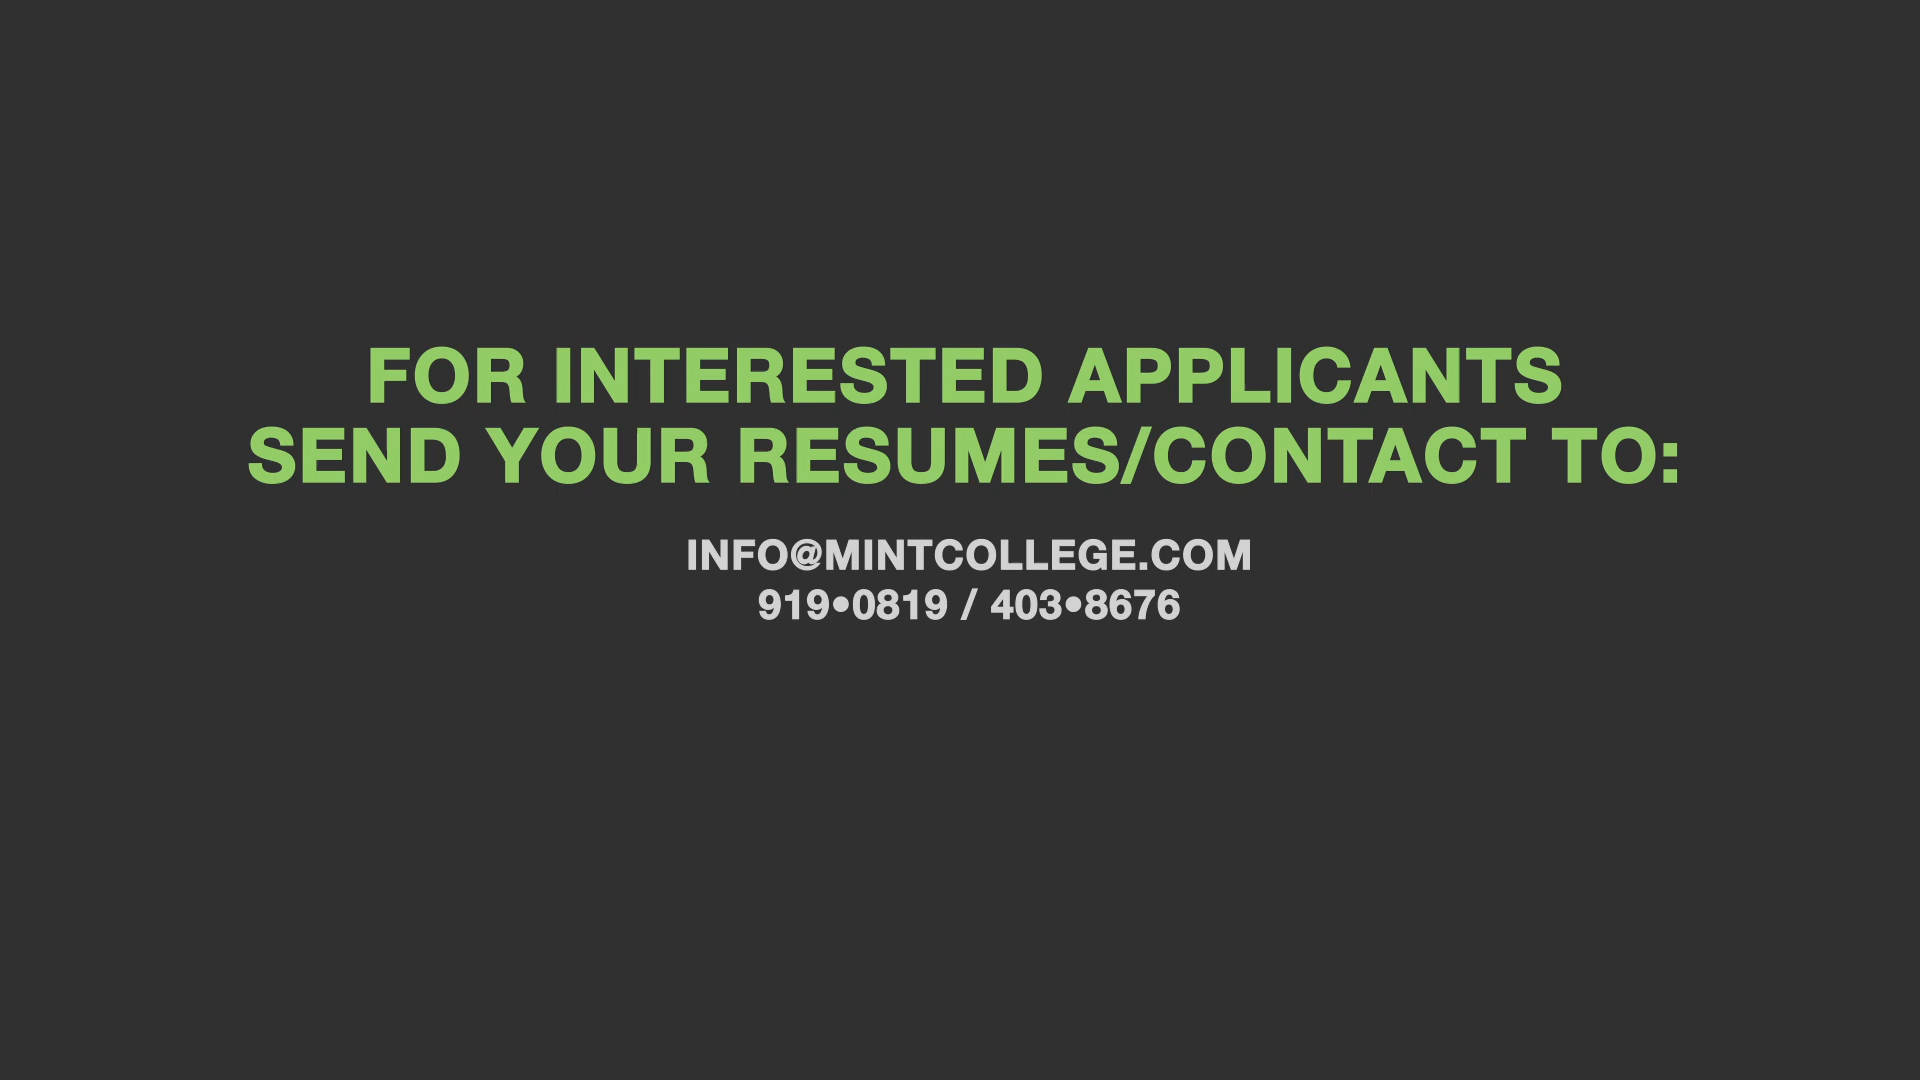 FOR INTERESTED APPLICANTS
SEND YOUR RESUMES/CONTACT TO:
INFO@MINTCOLLEGE.COM
919•0819 / 403•8676